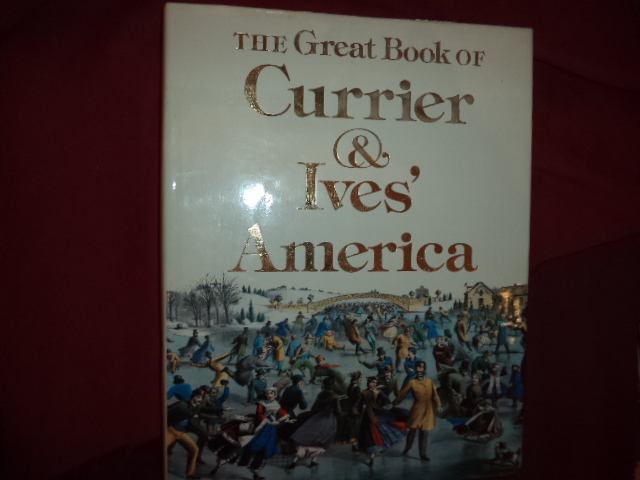 THE Great Book OF
Currier
&
Ives'
America